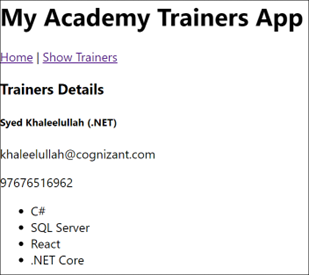 My Academy Trainers App
Home | Show Trainers
Trainers Details
Syed Khaleelullah (.NET)
khaleelullah@cognizant.com
97676516962
• C#
• SQL Server
• React
• .NET Core